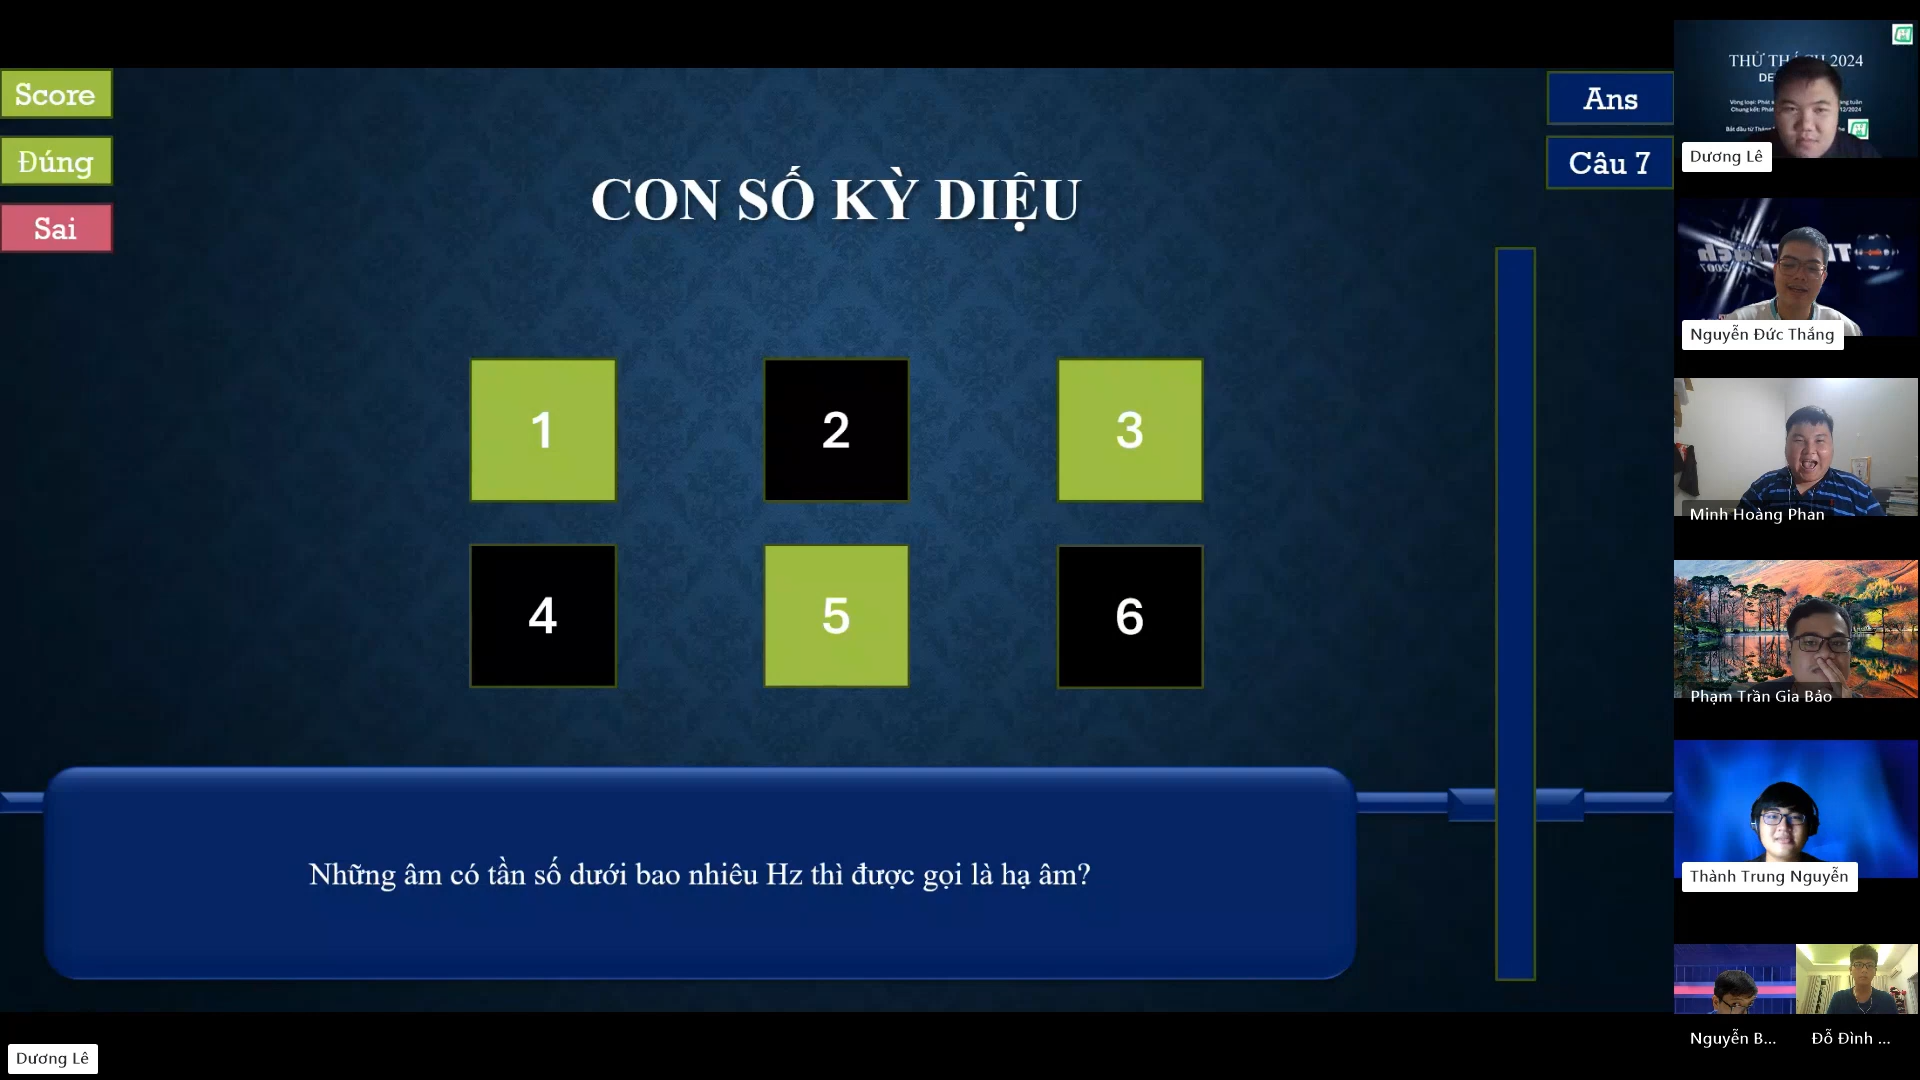 Score
Đúng
Sai
CON SỐ KỲ DIỆU
1
2
3
4
5
6
Những âm có tần số dưới bao nhiêu Hz thì được gọi là hạ âm?
Ans
Câu 7
Dương Lê
Nguyễn Đức Thắng
Minh Hoàng Phan
Phạm Trần Gia Bảo
Thành Trung Nguyễn
Nguyễn B...
Đỗ Đình ...
Dương Lê